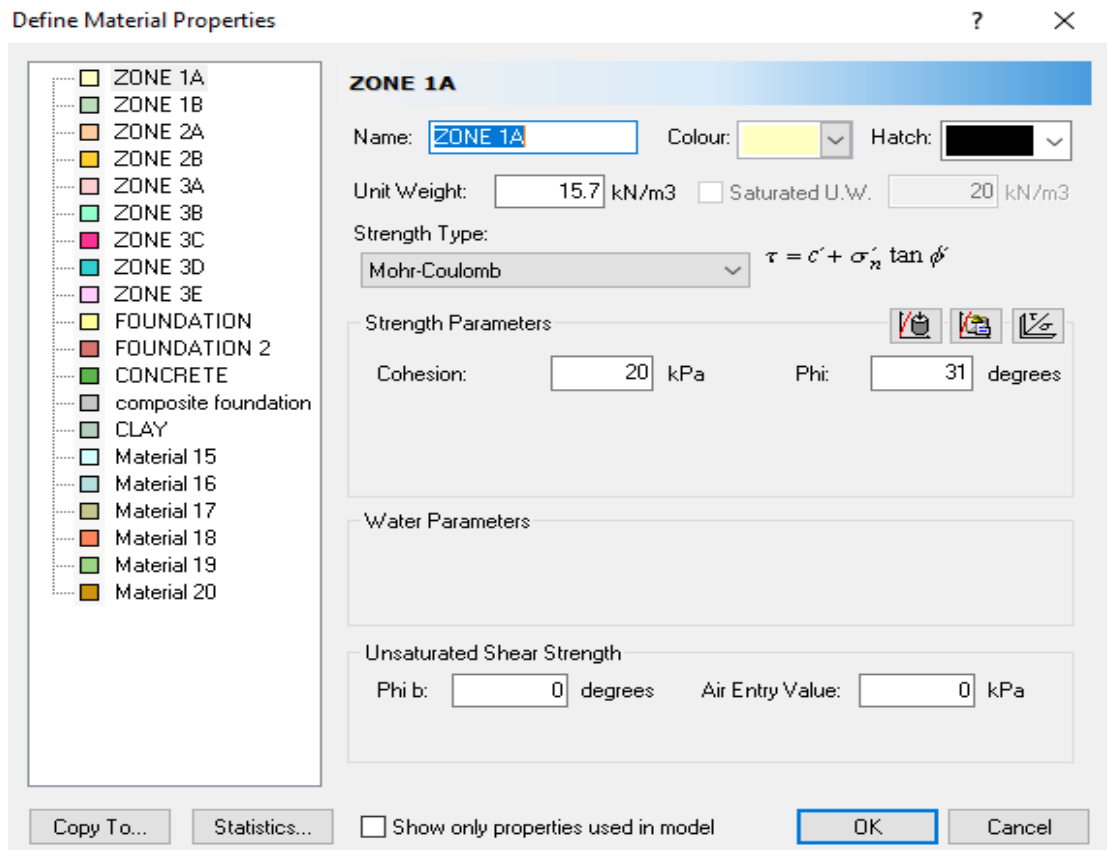 Define Material Properties ? ×
ZONE 1A
ZONE 1B
ZONE 2A
ZONE 2B
ZONE 3A
ZONE 3B
ZONE 3C
ZONE 3D
ZONE 3E
FOUNDATION
FOUNDATION 2
CONCRETE
composite foundation
CLAY
Material 15
Material 16
Material 17
Material 18
Material 19
Material 20
ZONE 1A
Name: ZONE 1A Colour: Hatch:
Unit Weight: 15.7 kN/m3 Saturated U.W. 20 kN/m3
Strength Type:
Mohr-Coulomb τ = c′ + σ′n tan ϕ′
Strength Parameters
Cohesion: 20 kPa Phi: 31 degrees
Water Parameters
Unsaturated Shear Strength
Phi b: 0 degrees Air Entry Value: 0 kPa
Copy To... Statistics... Show only properties used in model OK Cancel